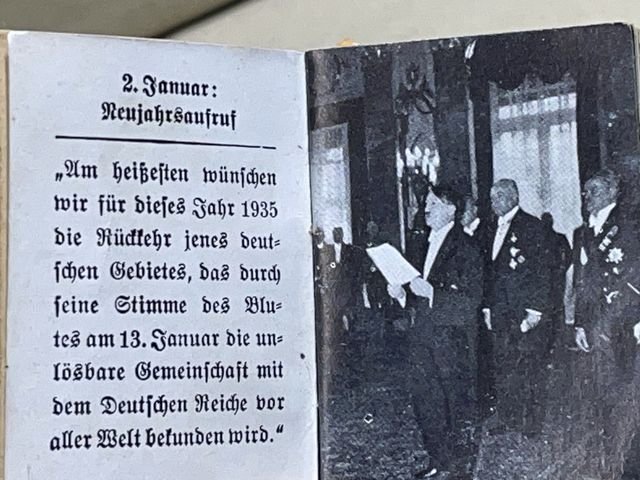 2. Januar:
Neujahrsaufruf
„Am heißesten wünschen
wir für dieses Jahr 1935
die Rückkehr jenes deut-
schen Gebietes, das durch
seine Stimme des Blu-
tes am 13. Januar die un-
lösbare Gemeinschaft mit
dem Deutschen Reiche vor
aller Welt bekunden wird.“